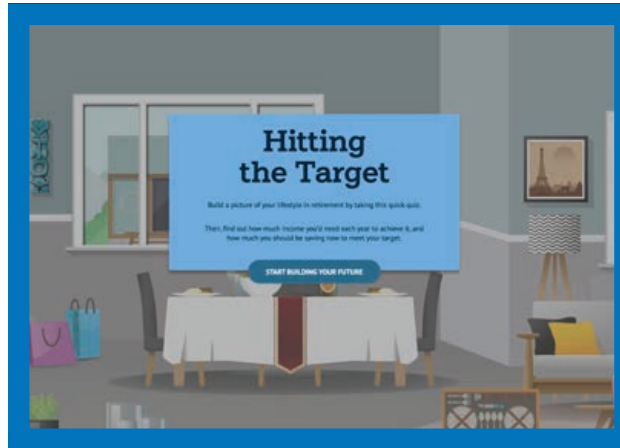 Hitting
the Target
Build a picture of your lifestyle in retirement by taking this quick quiz.
Then, find out how much income you'd need each year to achieve it, and
how much you should be saving now to meet your target.
START BUILDING YOUR FUTURE